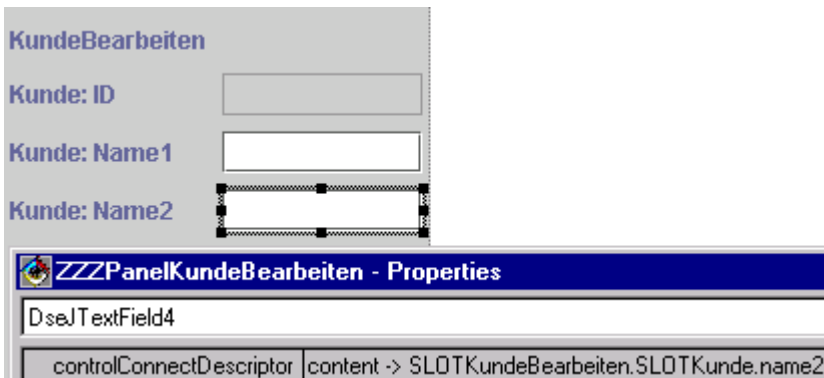 KundeBearbeiten
Kunde: ID
Kunde: Name1
Kunde: Name2
ZZZPanelKundeBearbeiten - Properties
DseJTextField4
controlConnectDescriptor content -> SLOTKundeBearbeiten.SLOTKunde.name2